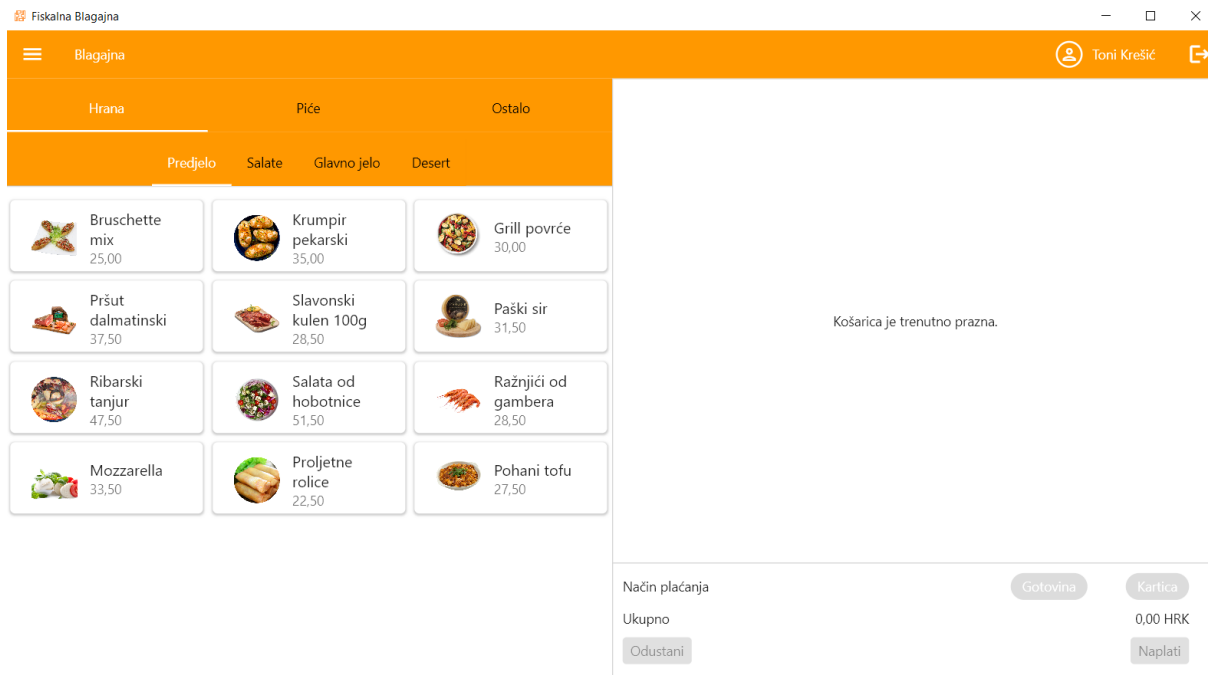 Fiskalna Blagajna
Blagajna
Toni Krešić
Hrana Piće Ostalo
Predjelo Salate Glavno jelo Desert
Bruschette
mix
25,00
Krumpir
pekarski
35,00
Grill povrće
30,00
Pršut
dalmatinski
37,50
Slavonski
kulen 100g
28,50
Paški sir
31,50
Ribarski
tanjur
47,50
Salata od
hobotnice
51,50
Ražnjići od
gambera
28,50
Mozzarella
33,50
Proljetne
rolice
22,50
Pohani tofu
27,50
Košarica je trenutno prazna.
Način plaćanja Gotovina Kartica
Ukupno 0,00 HRK
Odustani Naplati